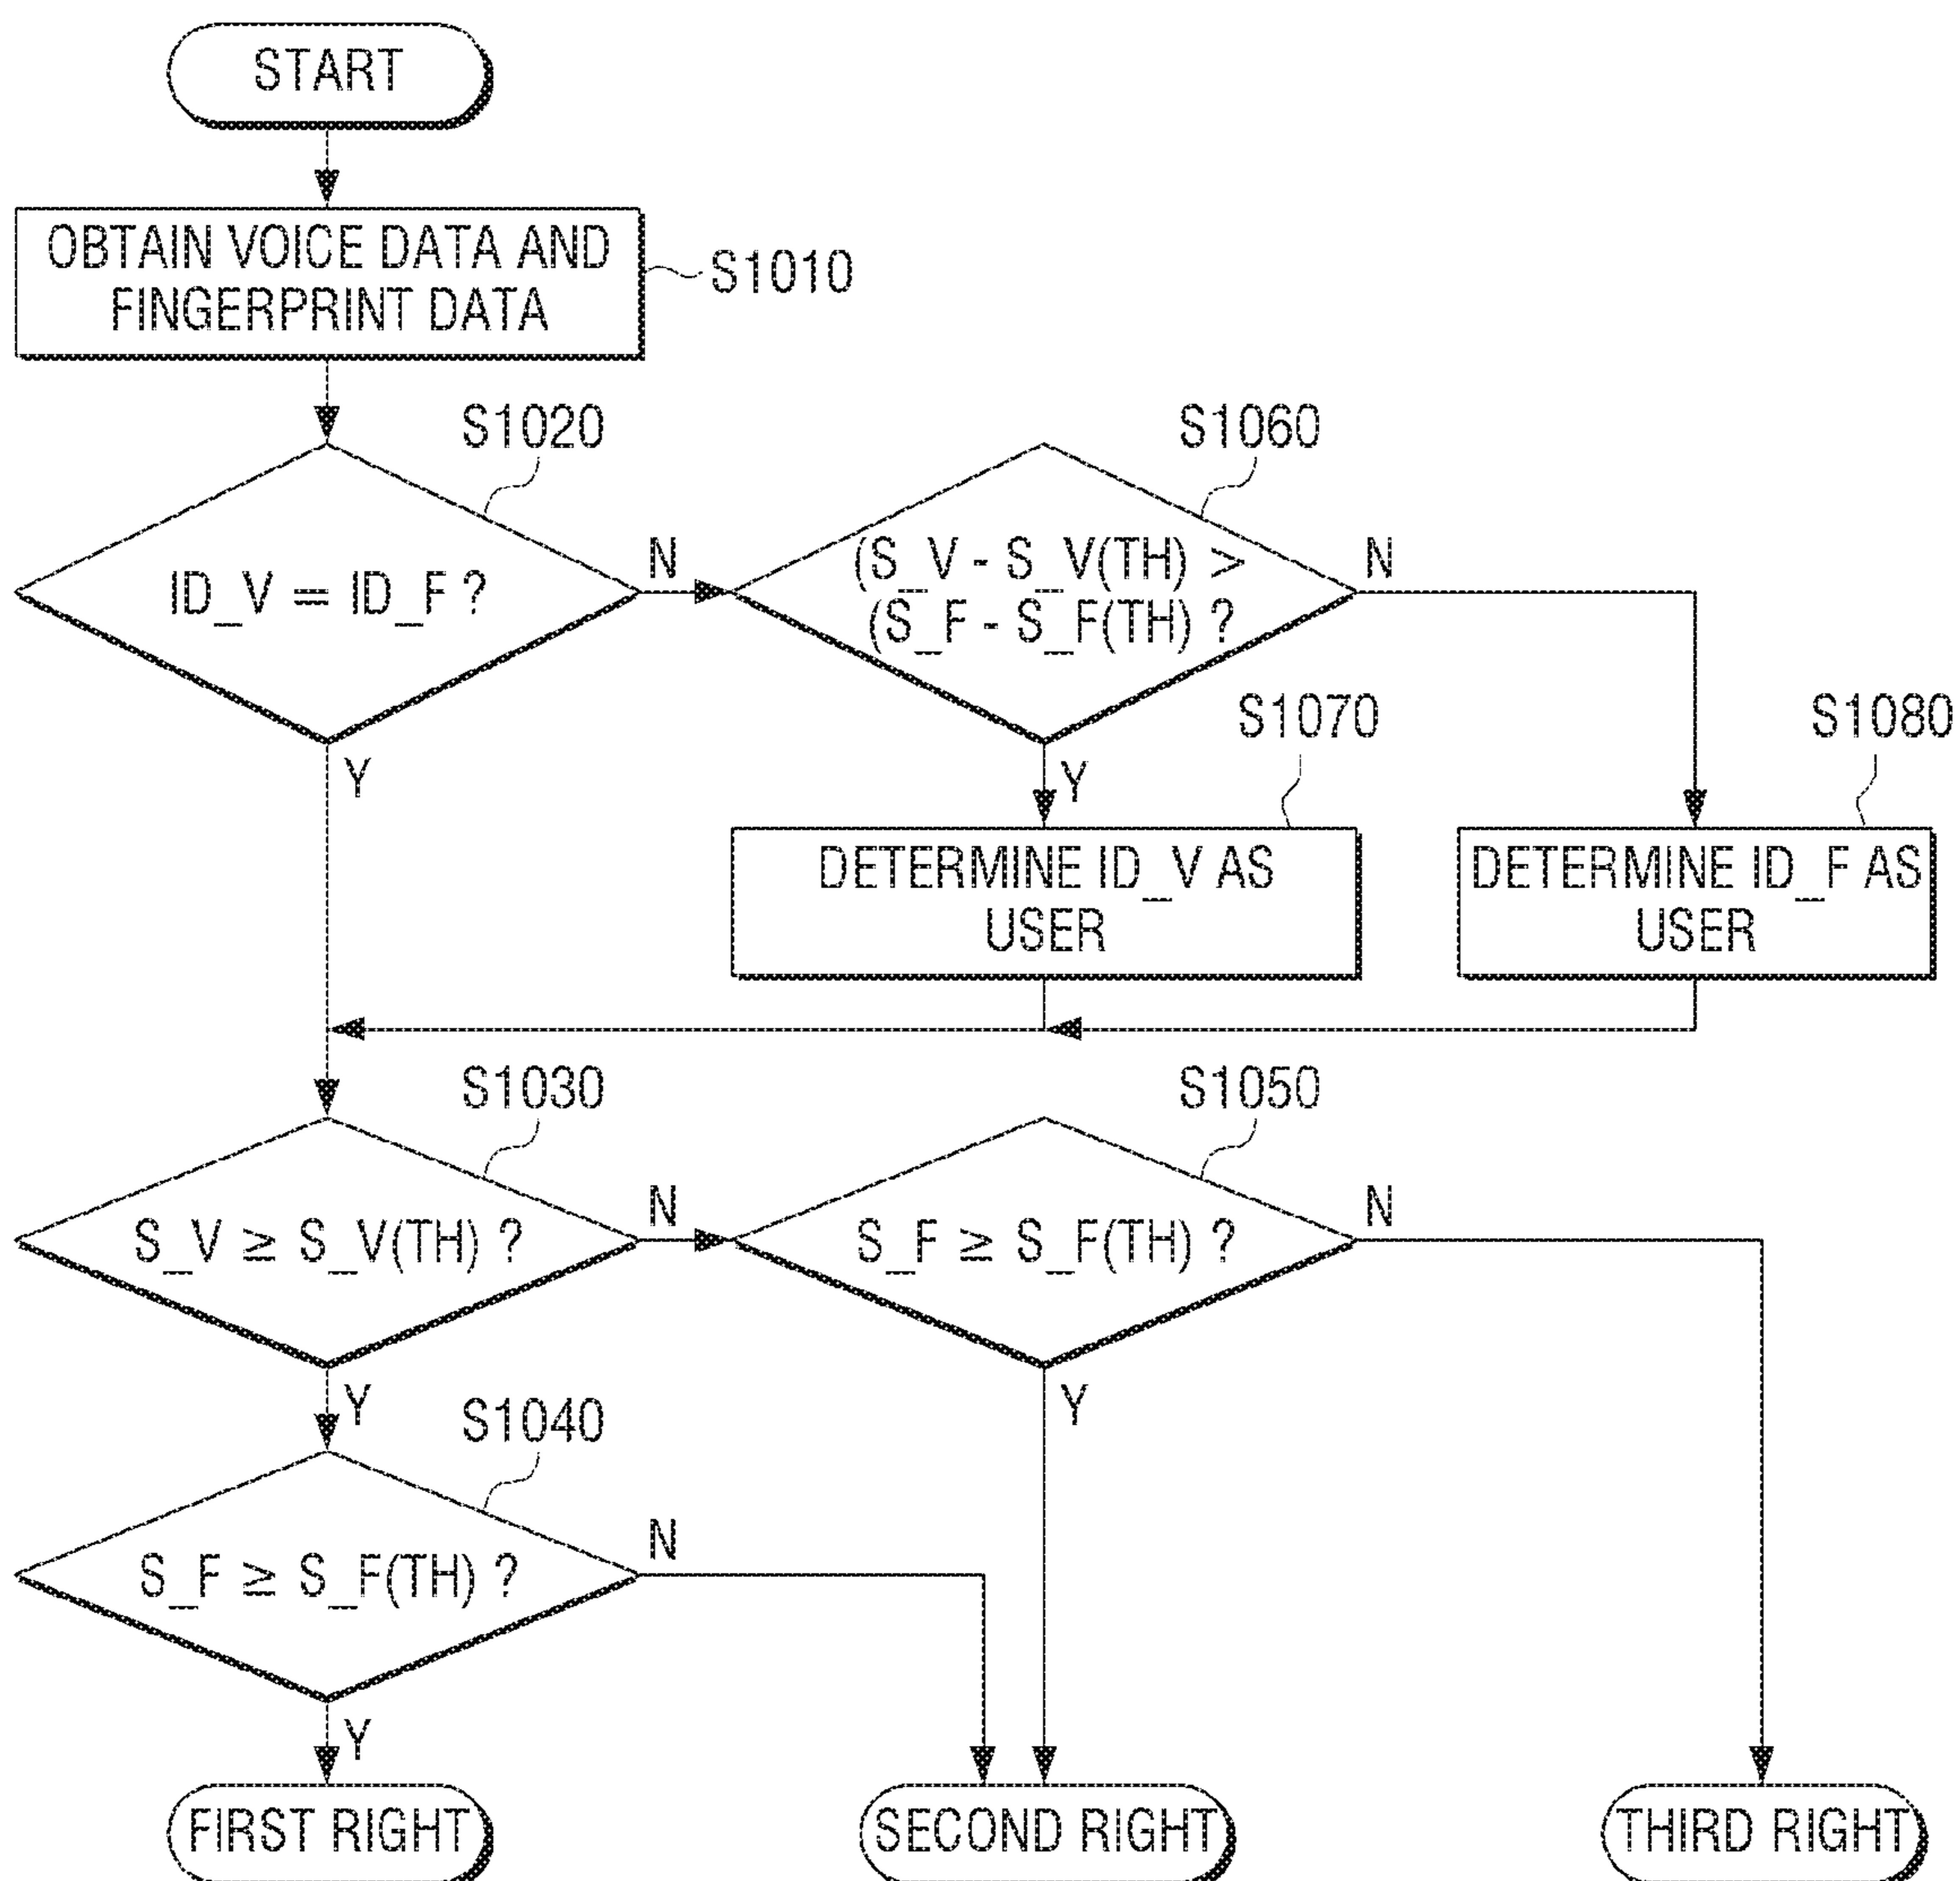 START
OBTAIN VOICE DATA AND
FINGERPRINT DATA
S1010
S1020
ID_V = ID_F ?
N
Y
S1060
(S_V - S_V(TH) >
(S_F - S_F(TH) ?
N
Y
S1070
DETERMINE ID_V AS
USER
S1080
DETERMINE ID_F AS
USER
S1030
S_V ≥ S_V(TH) ?
N
Y
S1050
S_F ≥ S_F(TH) ?
N
Y
S1040
S_F ≥ S_F(TH) ?
N
Y
FIRST RIGHT
SECOND RIGHT
THIRD RIGHT